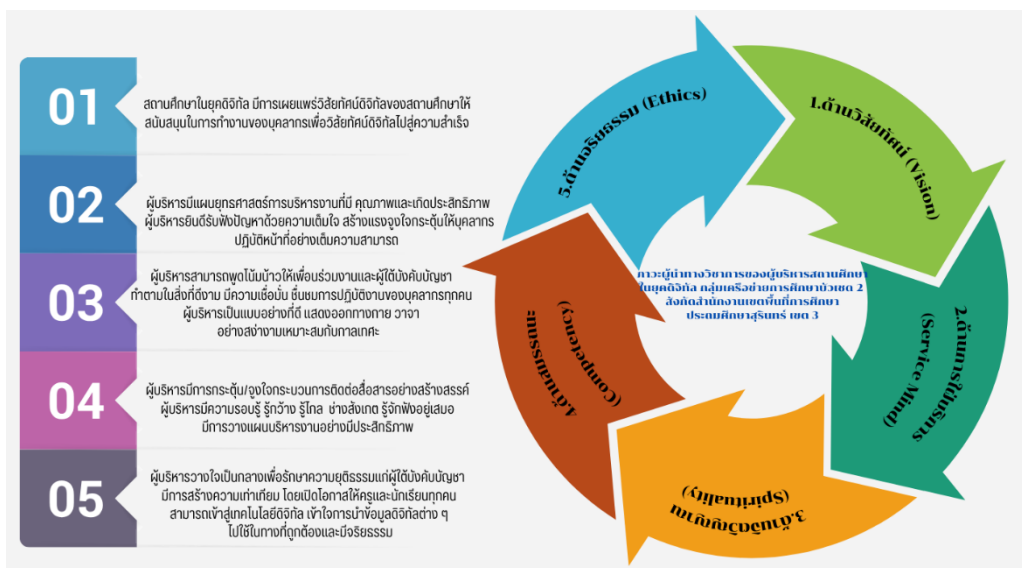 01
สถานศึกษาในยุคดิจิทัล มีการเผยแพร่วิสัยทัศน์ดิจิทัลของสถานศึกษาให้
สนับสนุนในการทำงานของบุคลากรเพื่อวิสัยทัศน์ดิจิทัลไปสู่ความสำเร็จ
02
ผู้บริหารมีแผนยุทธศาสตร์การบริหารงานที่มี คุณภาพและเกิดประสิทธิภาพ
ผู้บริหารยินดีรับฟังปัญหาด้วยความเต็มใจ สร้างแรงจูงใจกระตุ้นให้บุคลากร
ปฏิบัติหน้าที่อย่างเต็มความสามารถ
03
ผู้บริหารสามารถพูดโน้มน้าวให้เพื่อนร่วมงานและผู้ใต้บังคับบัญชา
ทำตามในสิ่งที่ดีงาม มีความเชื่อมั่น ชื่นชมการปฏิบัติงานของบุคลากรทุกคน
ผู้บริหารเป็นแบบอย่างที่ดี แสดงออกทางกาย วาจา
อย่างสง่างามเหมาะสมกับกาลเทศะ
04
ผู้บริหารมีการกระตุ้น/จูงใจกระบวนการติดต่อสื่อสารอย่างสร้างสรรค์
ผู้บริหารมีความรอบรู้ รู้กว้าง รู้ไกล ช่างสังเกต รู้จักฟังอยู่เสมอ
มีการวางแผนบริหารงานอย่างมีประสิทธิภาพ
05
ผู้บริหารวางใจเป็นกลางเพื่อรักษาความยุติธรรมแก่ผู้ใต้บังคับบัญชา
มีการสร้างความเท่าเทียม โดยเปิดโอกาสให้ครูและนักเรียนทุกคน
สามารถเข้าสู่เทคโนโลยีดิจิทัล เข้าใจการนำข้อมูลดิจิทัลต่าง ๆ
ไปใช้ในทางที่ถูกต้องและมีจริยธรรม
1.ด้านวิสัยทัศน์ (Vision)
2.ด้านการให้บริการ
(Service Mind)
3.ด้านจิตวิญญาณ
(Spirituality)
4.ด้านสมรรถนะ
(Competency)
5.ด้านจริยธรรม (Ethics)
ภาวะผู้นำทางวิชาการของผู้บริหารสถานศึกษา
ในยุคดิจิทัล กลุ่มเครือข่ายการศึกษาบัวเชด 2
สังกัดสำนักงานเขตพื้นที่การศึกษา
ประถมศึกษาสุรินทร์ เขต 3